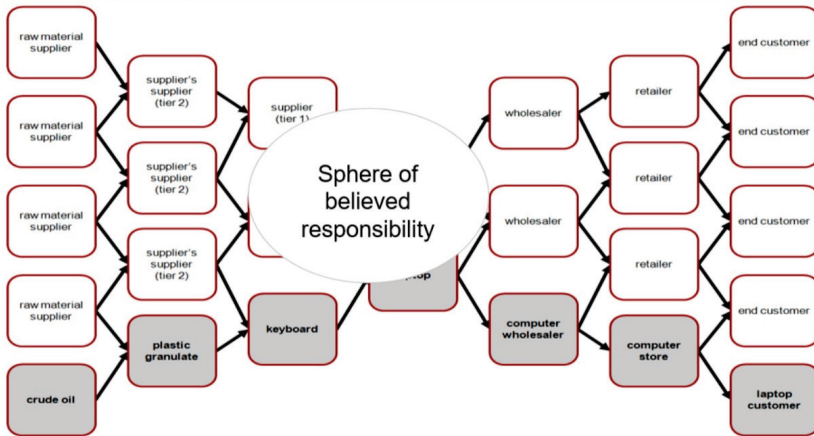 raw material
supplier
raw material
supplier
raw material
supplier
raw material
supplier
crude oil
supplier's
supplier
(tier 2)
supplier's
supplier
(tier 2)
supplier's
supplier
(tier 2)
plastic
granulate
supplier
(tier 1)
keyboard
Sphere of
believed
responsibility
wholesaler
wholesaler
computer
wholesaler
retailer
retailer
retailer
computer
store
end customer
end customer
end customer
end customer
laptop
customer